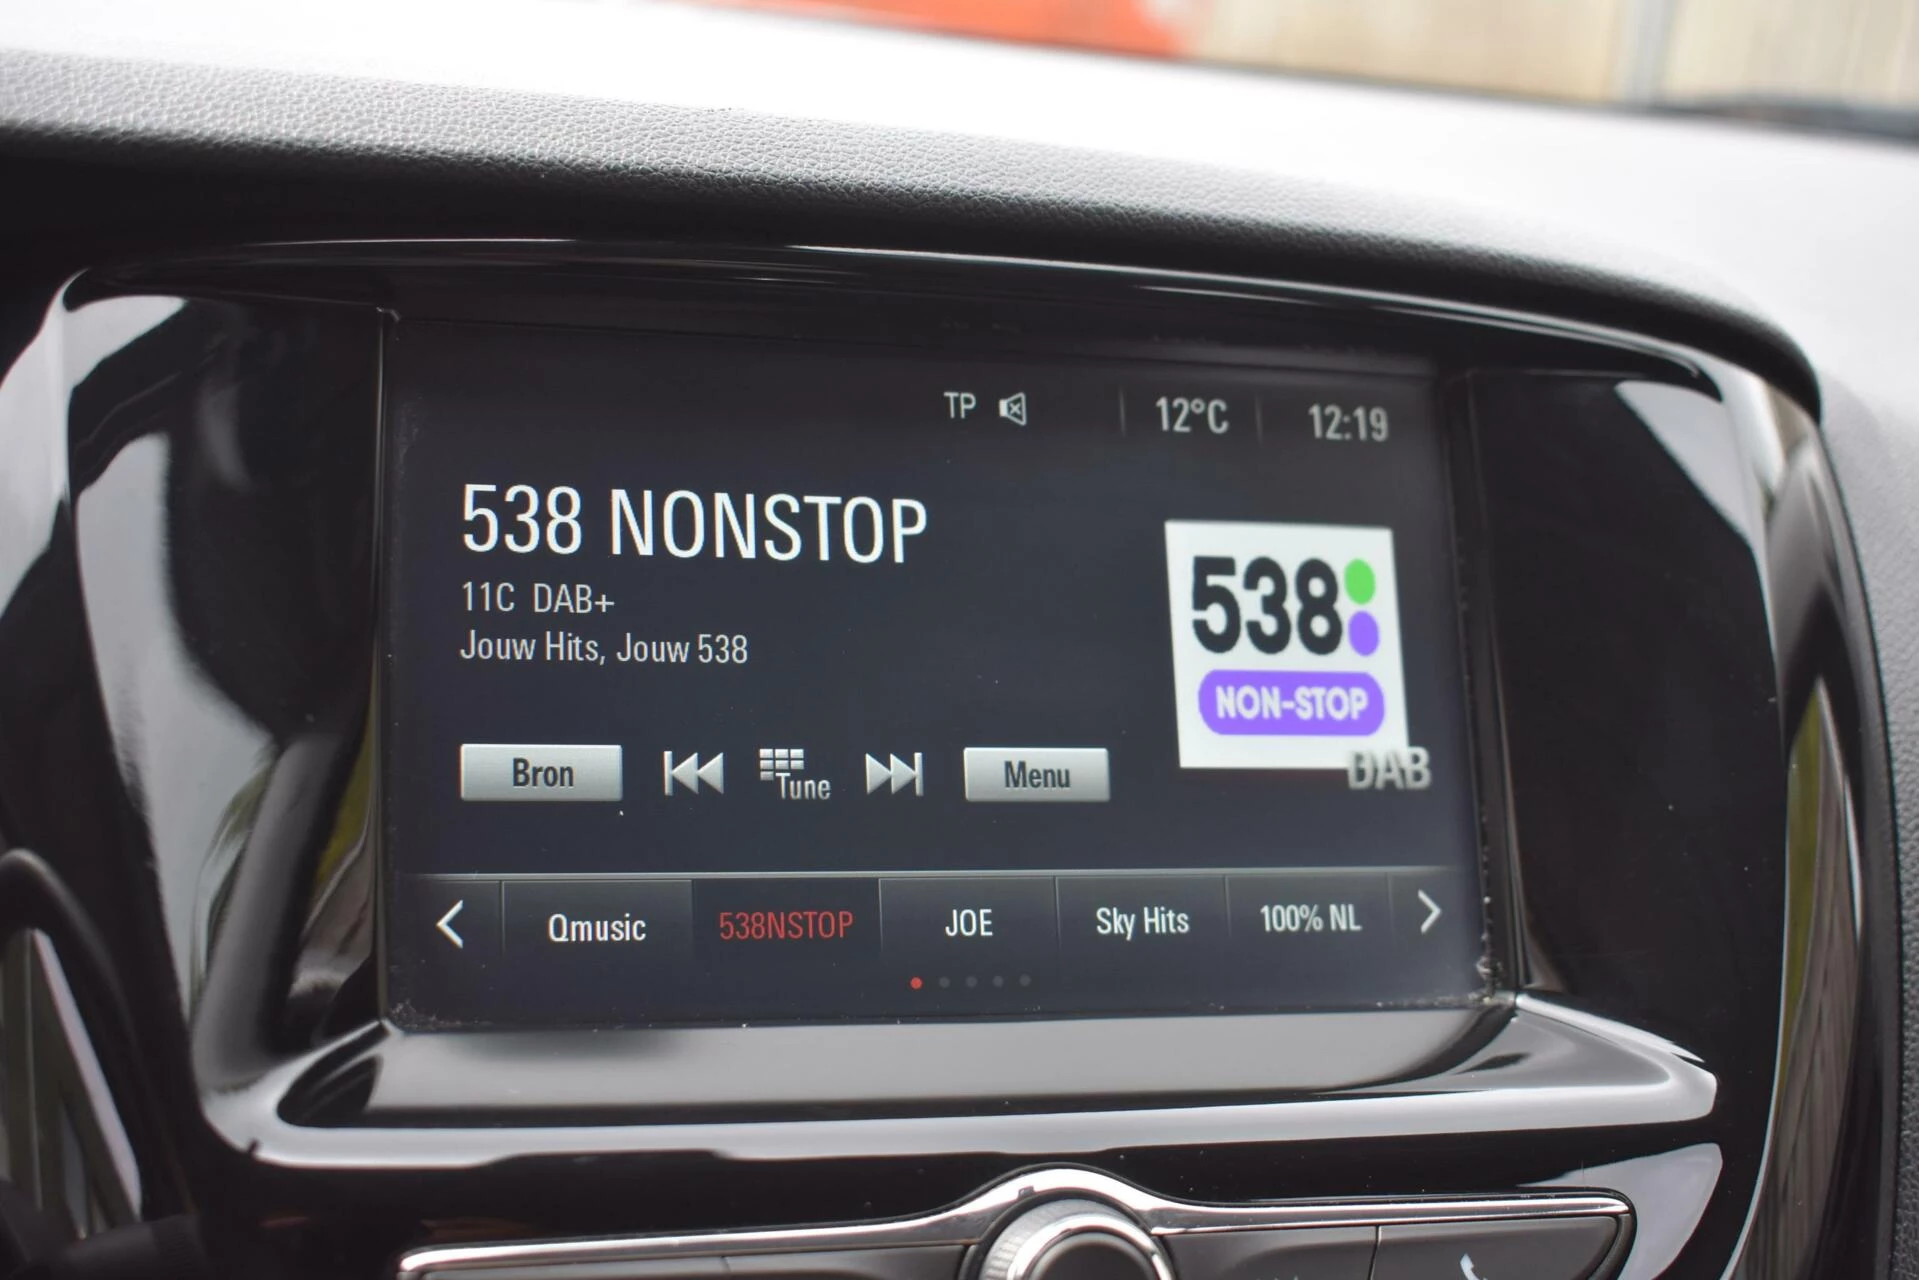 TP 12°C 12:19
538 NONSTOP
11C DAB+
Jouw Hits, Jouw 538
538
NON-STOP
DAB
Bron Tune Menu
Qmusic 538NSTOP JOE Sky Hits 100% NL